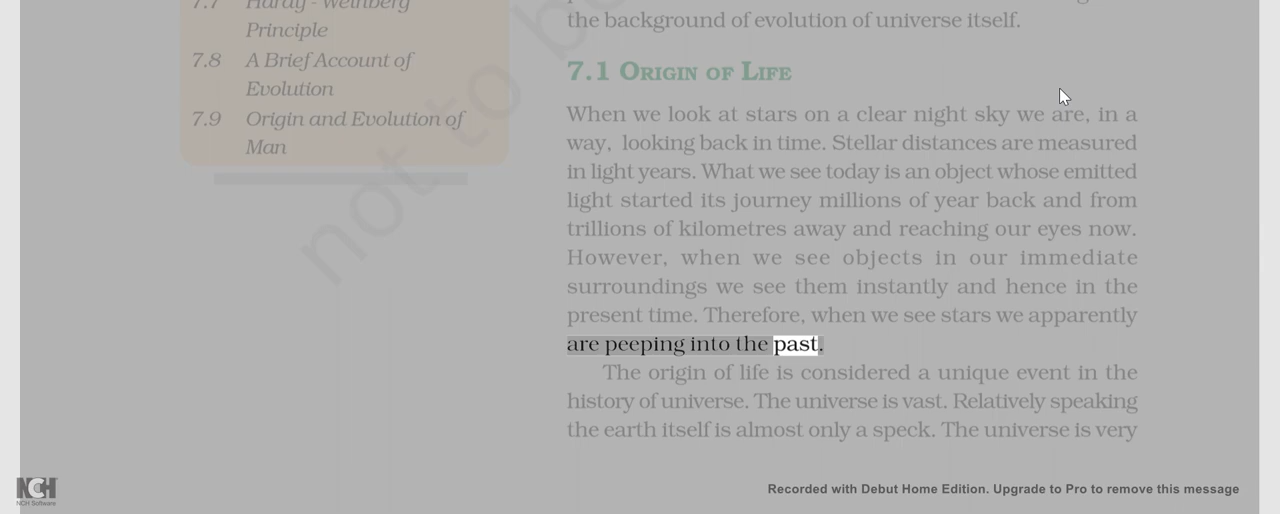 7.7 Hardy - Weinberg
Principle
7.8 A Brief Account of
Evolution
7.9 Origin and Evolution of
Man
the background of evolution of universe itself.
7.1 ORIGIN OF LIFE
When we look at stars on a clear night sky we are, in a
way, looking back in time. Stellar distances are measured
in light years. What we see today is an object whose emitted
light started its journey millions of year back and from
trillions of kilometres away and reaching our eyes now.
However, when we see objects in our immediate
surroundings we see them instantly and hence in the
present time. Therefore, when we see stars we apparently
are peeping into the past.
The origin of life is considered a unique event in the
history of universe. The universe is vast. Relatively speaking
the earth itself is almost only a speck. The universe is very
not to
NCH
NCH Software
Recorded with Debut Home Edition. Upgrade to Pro to remove this message